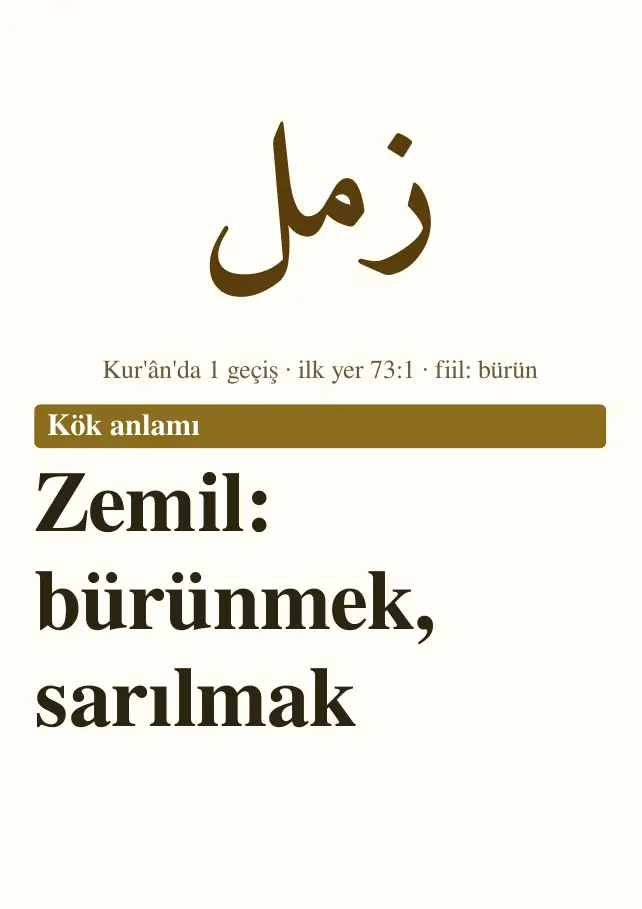 زمل
Kur'ân'da 1 geçiş · ilk yer 73:1 · fiil: bürün
Kök anlamı
Zemil:
bürünmek,
sarılmak